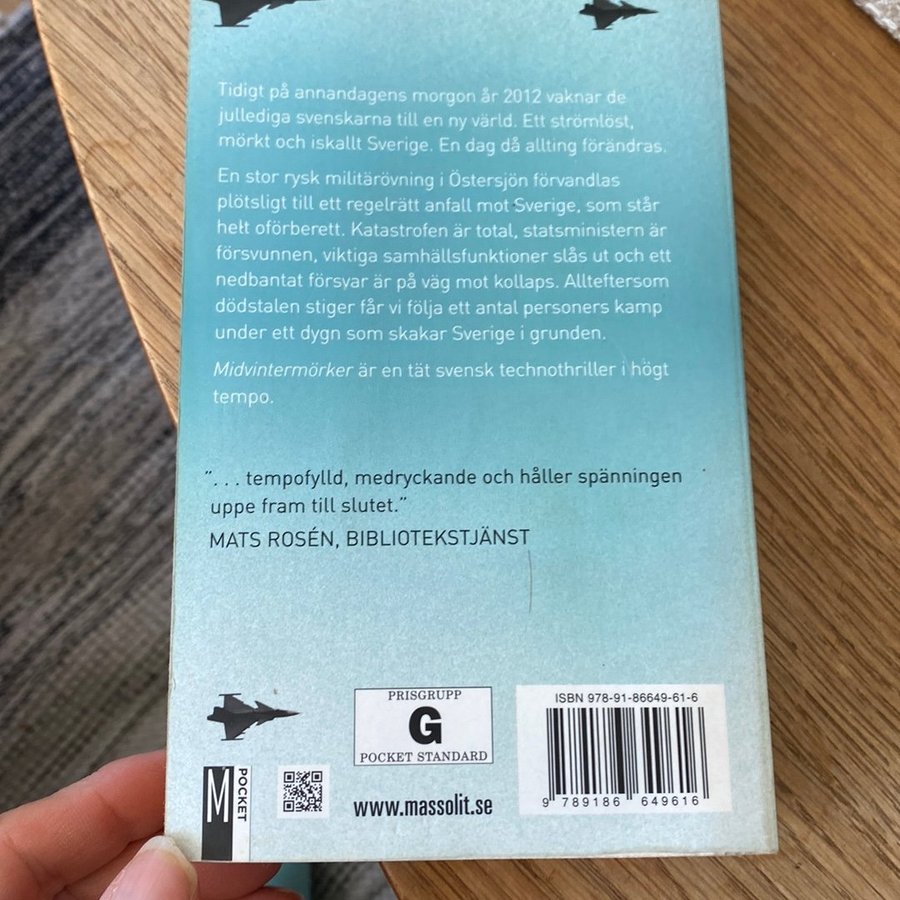 Tidigt på annandagens morgon år 2012 vaknar de
jullediga svenskarna till en ny värld. Ett strömlöst,
mörkt och iskallt Sverige. En dag då allting förändras.
En stor rysk militärövning i Östersjön förvandlas
plötsligt till ett regelrätt anfall mot Sverige, som står
helt oförberett. Katastrofen är total, statsministern är
försvunnen, viktiga samhällsfunktioner slås ut och ett
nedbantat försvar är på väg mot kollaps. Allteftersom
dödstalen stiger får vi följa ett antal personers kamp
under ett dygn som skakar Sverige i grunden.
Midvintermörker är en tät svensk technothriller i högt
tempo.
”. . . tempofylld, medryckande och håller spänningen
uppe fram till slutet.”
MATS ROSÉN, BIBLIOTEKSTJÄNST
M POCKET
PRISGRUPP
G
POCKET STANDARD
www.massolit.se
ISBN 978-91-86649-61-6
9 789186 649616